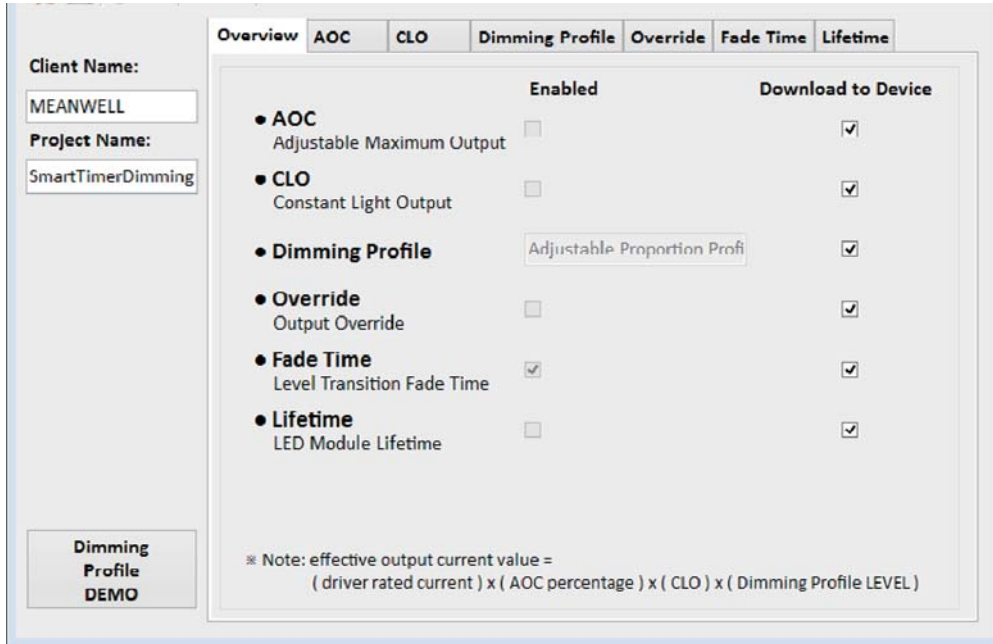 Overview AOC CLO Dimming Profile Override Fade Time Lifetime
Client Name:
MEANWELL
Project Name:
SmartTimerDimming
Enabled Download to Device
● AOC
Adjustable Maximum Output
● CLO
Constant Light Output
● Dimming Profile Adjustable Proportion Profi
● Override
Output Override
● Fade Time
Level Transition Fade Time
● Lifetime
LED Module Lifetime
Dimming
Profile
DEMO
※ Note: effective output current value =
( driver rated current ) x ( AOC percentage ) x ( CLO ) x ( Dimming Profile LEVEL )